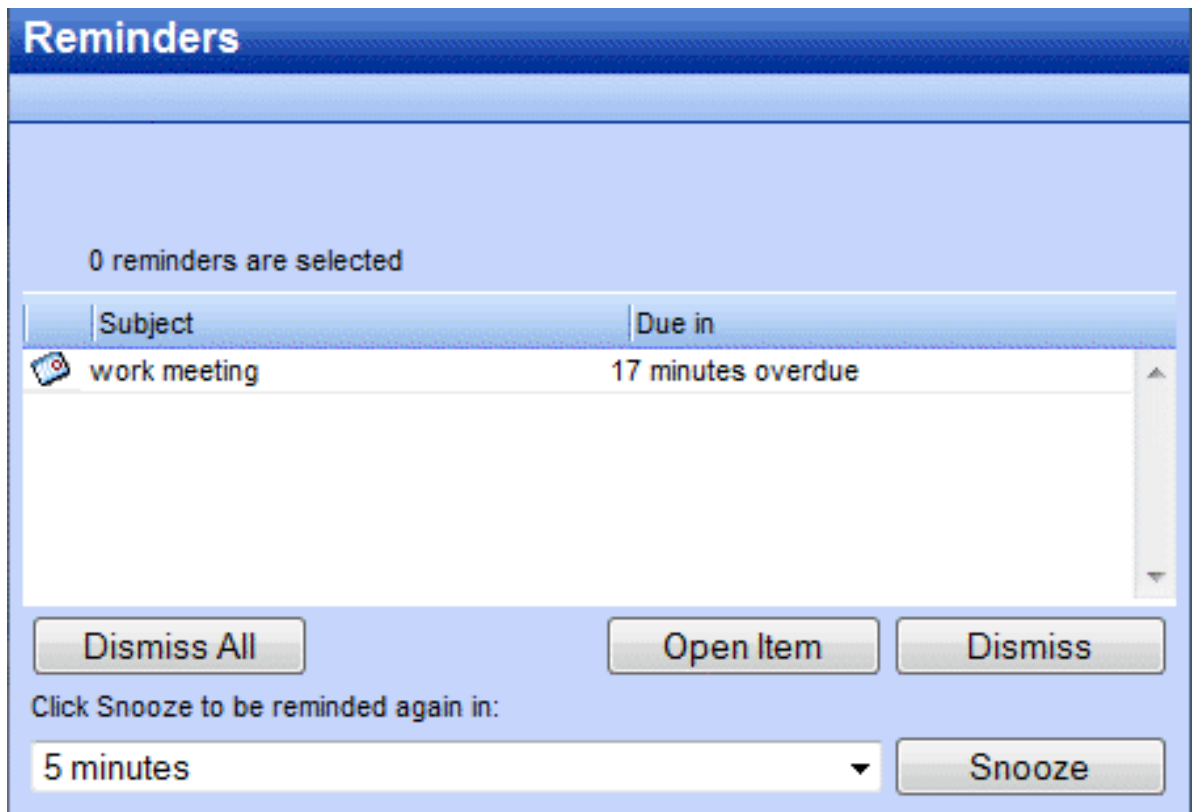 Reminders
0 reminders are selected
Subject Due in
work meeting 17 minutes overdue
Dismiss All Open Item Dismiss
Click Snooze to be reminded again in:
5 minutes Snooze